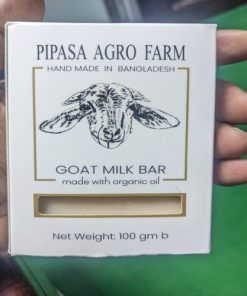 PIPASA AGRO FARM
HAND MADE IN BANGLADESH
GOAT MILK BAR
made with organic oil
Net Weight: 100 gm b